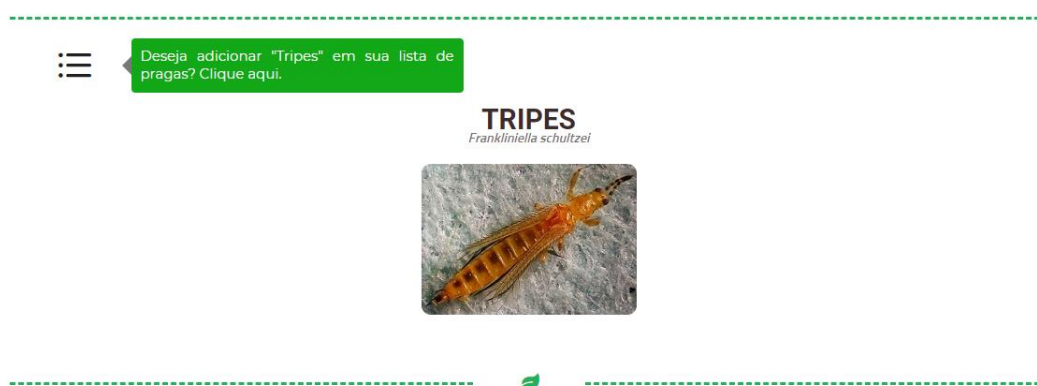 Deseja adicionar "Tripes" em sua lista de
pragas? Clique aqui.
TRIPES
Frankliniella schultzei